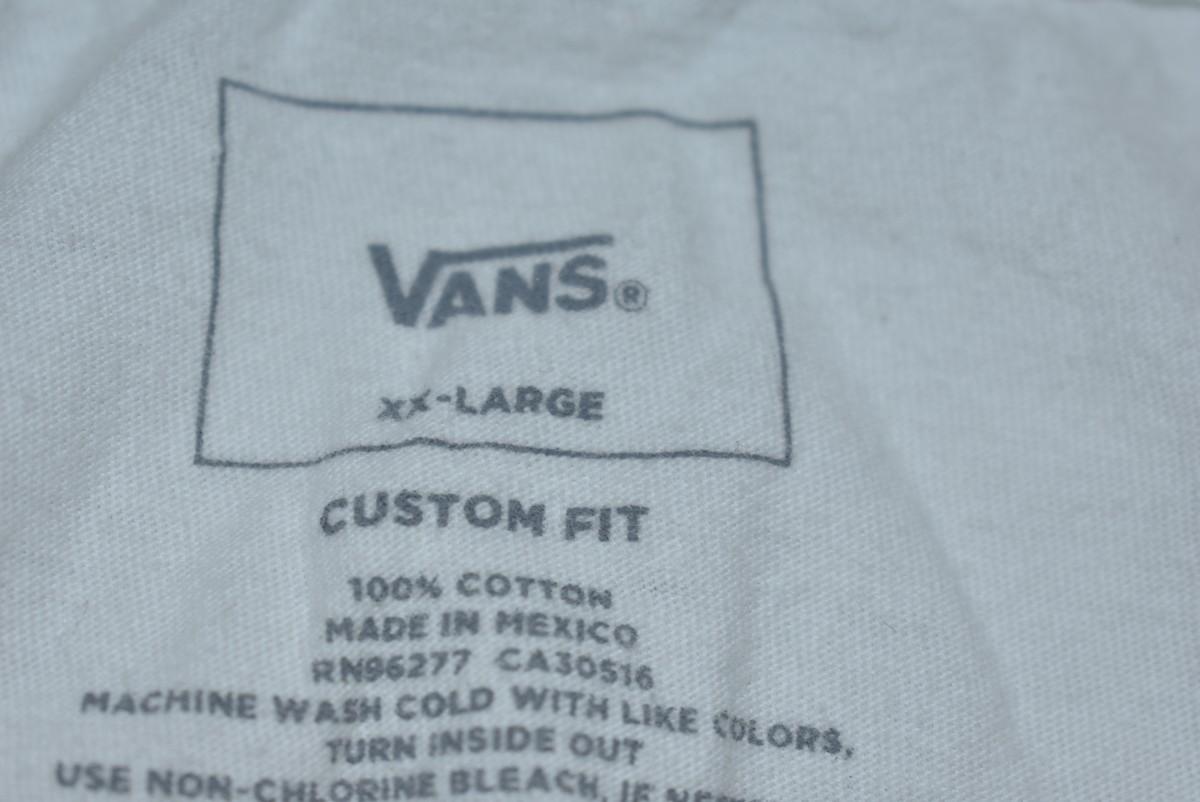 VANS®
XX-LARGE
CUSTOM FIT
100% COTTON
MADE IN MEXICO
RN96277 CA30516
MACHINE WASH COLD WITH LIKE COLORS,
TURN INSIDE OUT
USE NON-CHLORINE BLEACH, IF